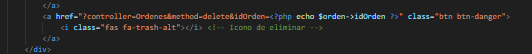 </a>
<a href="?controller=Ordenes&method=delete&idOrden=<?php echo $orden->idOrden ?>" class="btn btn-danger">
<i class="fas fa-trash-alt"></i> <!-- Icono de eliminar -->
</a>
</div>